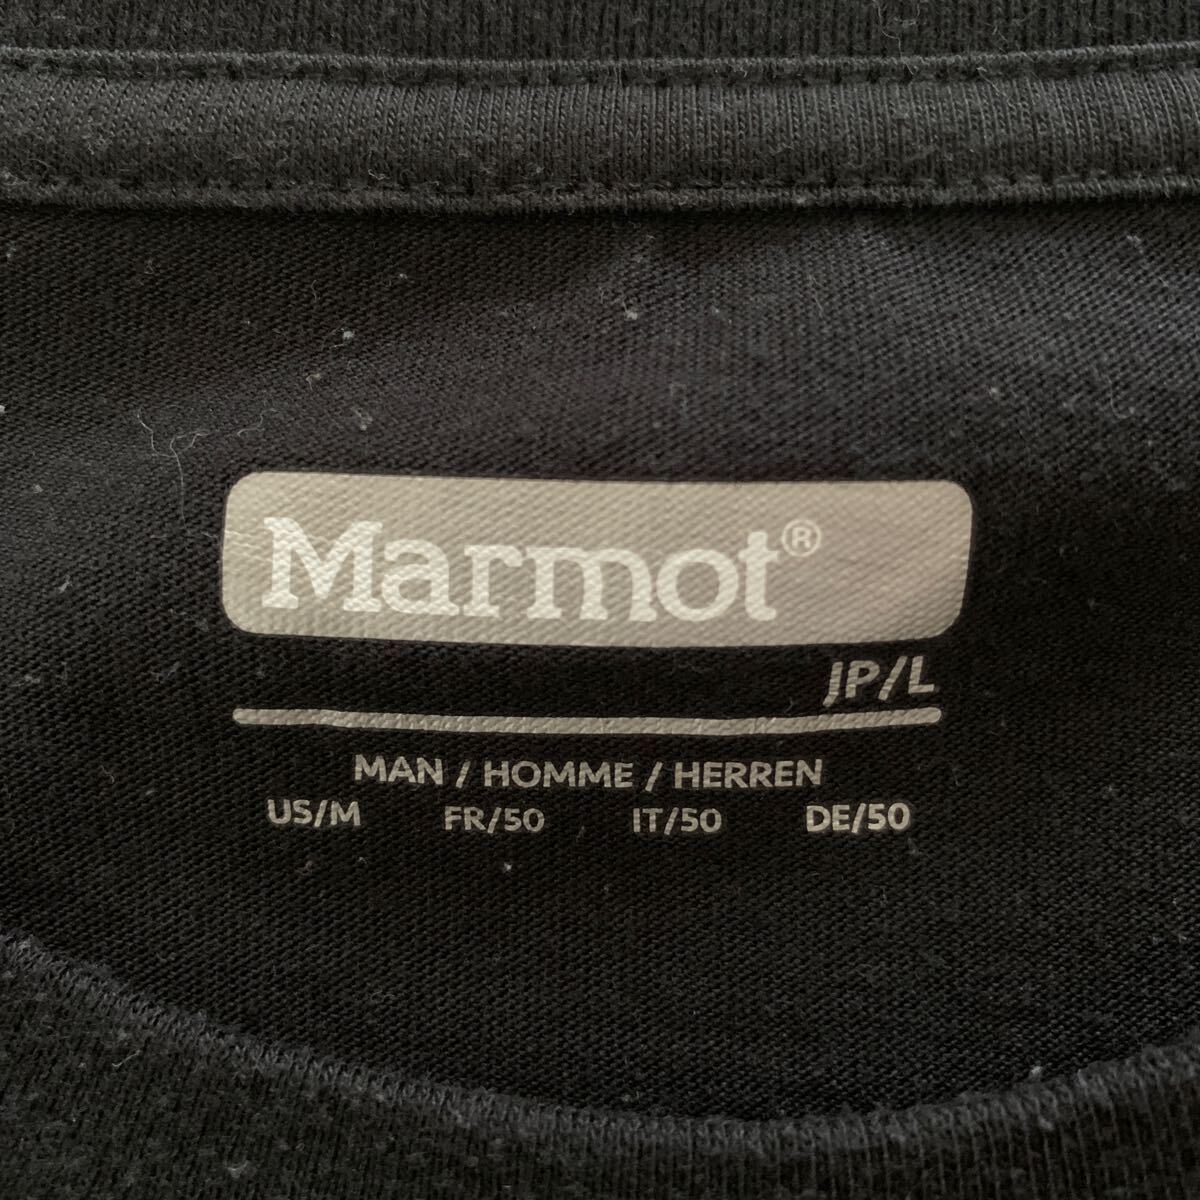 Marmot®
JP/L
MAN / HOMME / HERREN
US/M FR/50 IT/50 DE/50